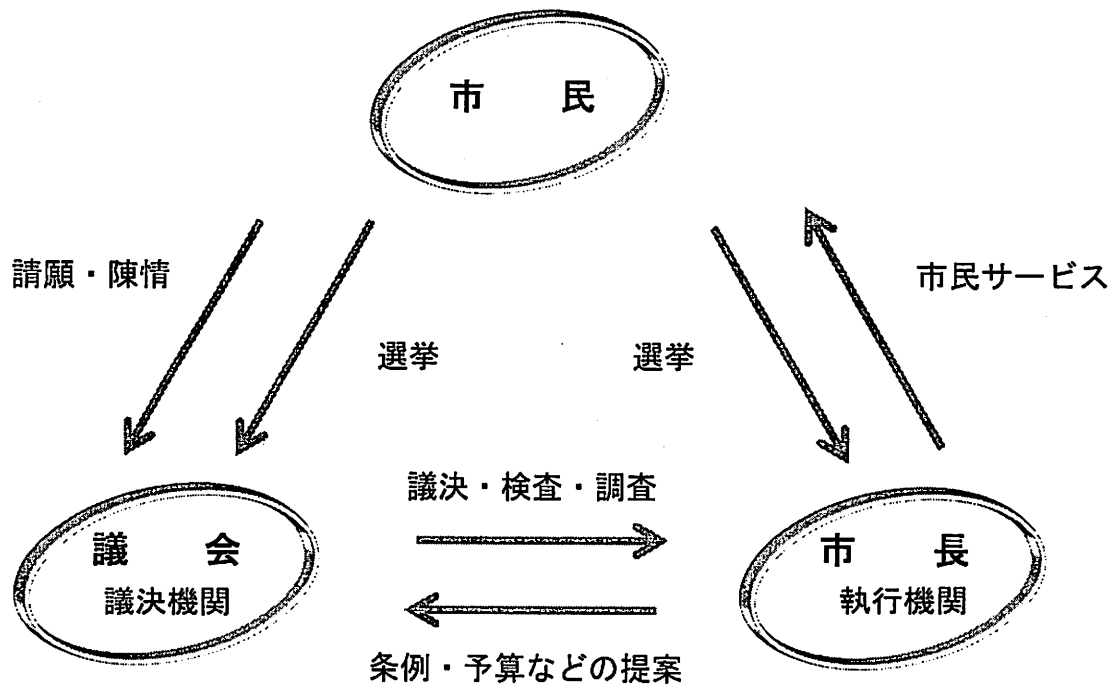 市　民
請願・陳情
市民サービス
選挙
選挙
議決・検査・調査
議　会
議決機関
市　長
執行機関
条例・予算などの提案